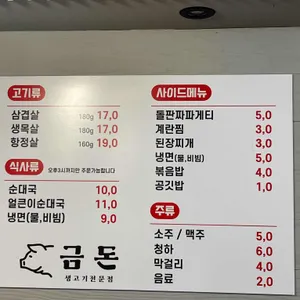 고기류
삼겹살 180g 17,0
생목살 180g 17,0
항정살 160g 19,0
식사류 오후3시까지만 주문가능합니다
순대국 10,0
얼큰이순대국 11,0
냉면(물,비빔) 9,0
금돈
생고기전문점
사이드메뉴
돌판짜파게티 5,0
계란찜 3,0
된장찌개 3,0
냉면(물,비빔) 5,0
볶음밥 4,0
공깃밥 1,0
주류
소주 / 맥주 5,0
청하 6,0
막걸리 4,0
음료 2,0